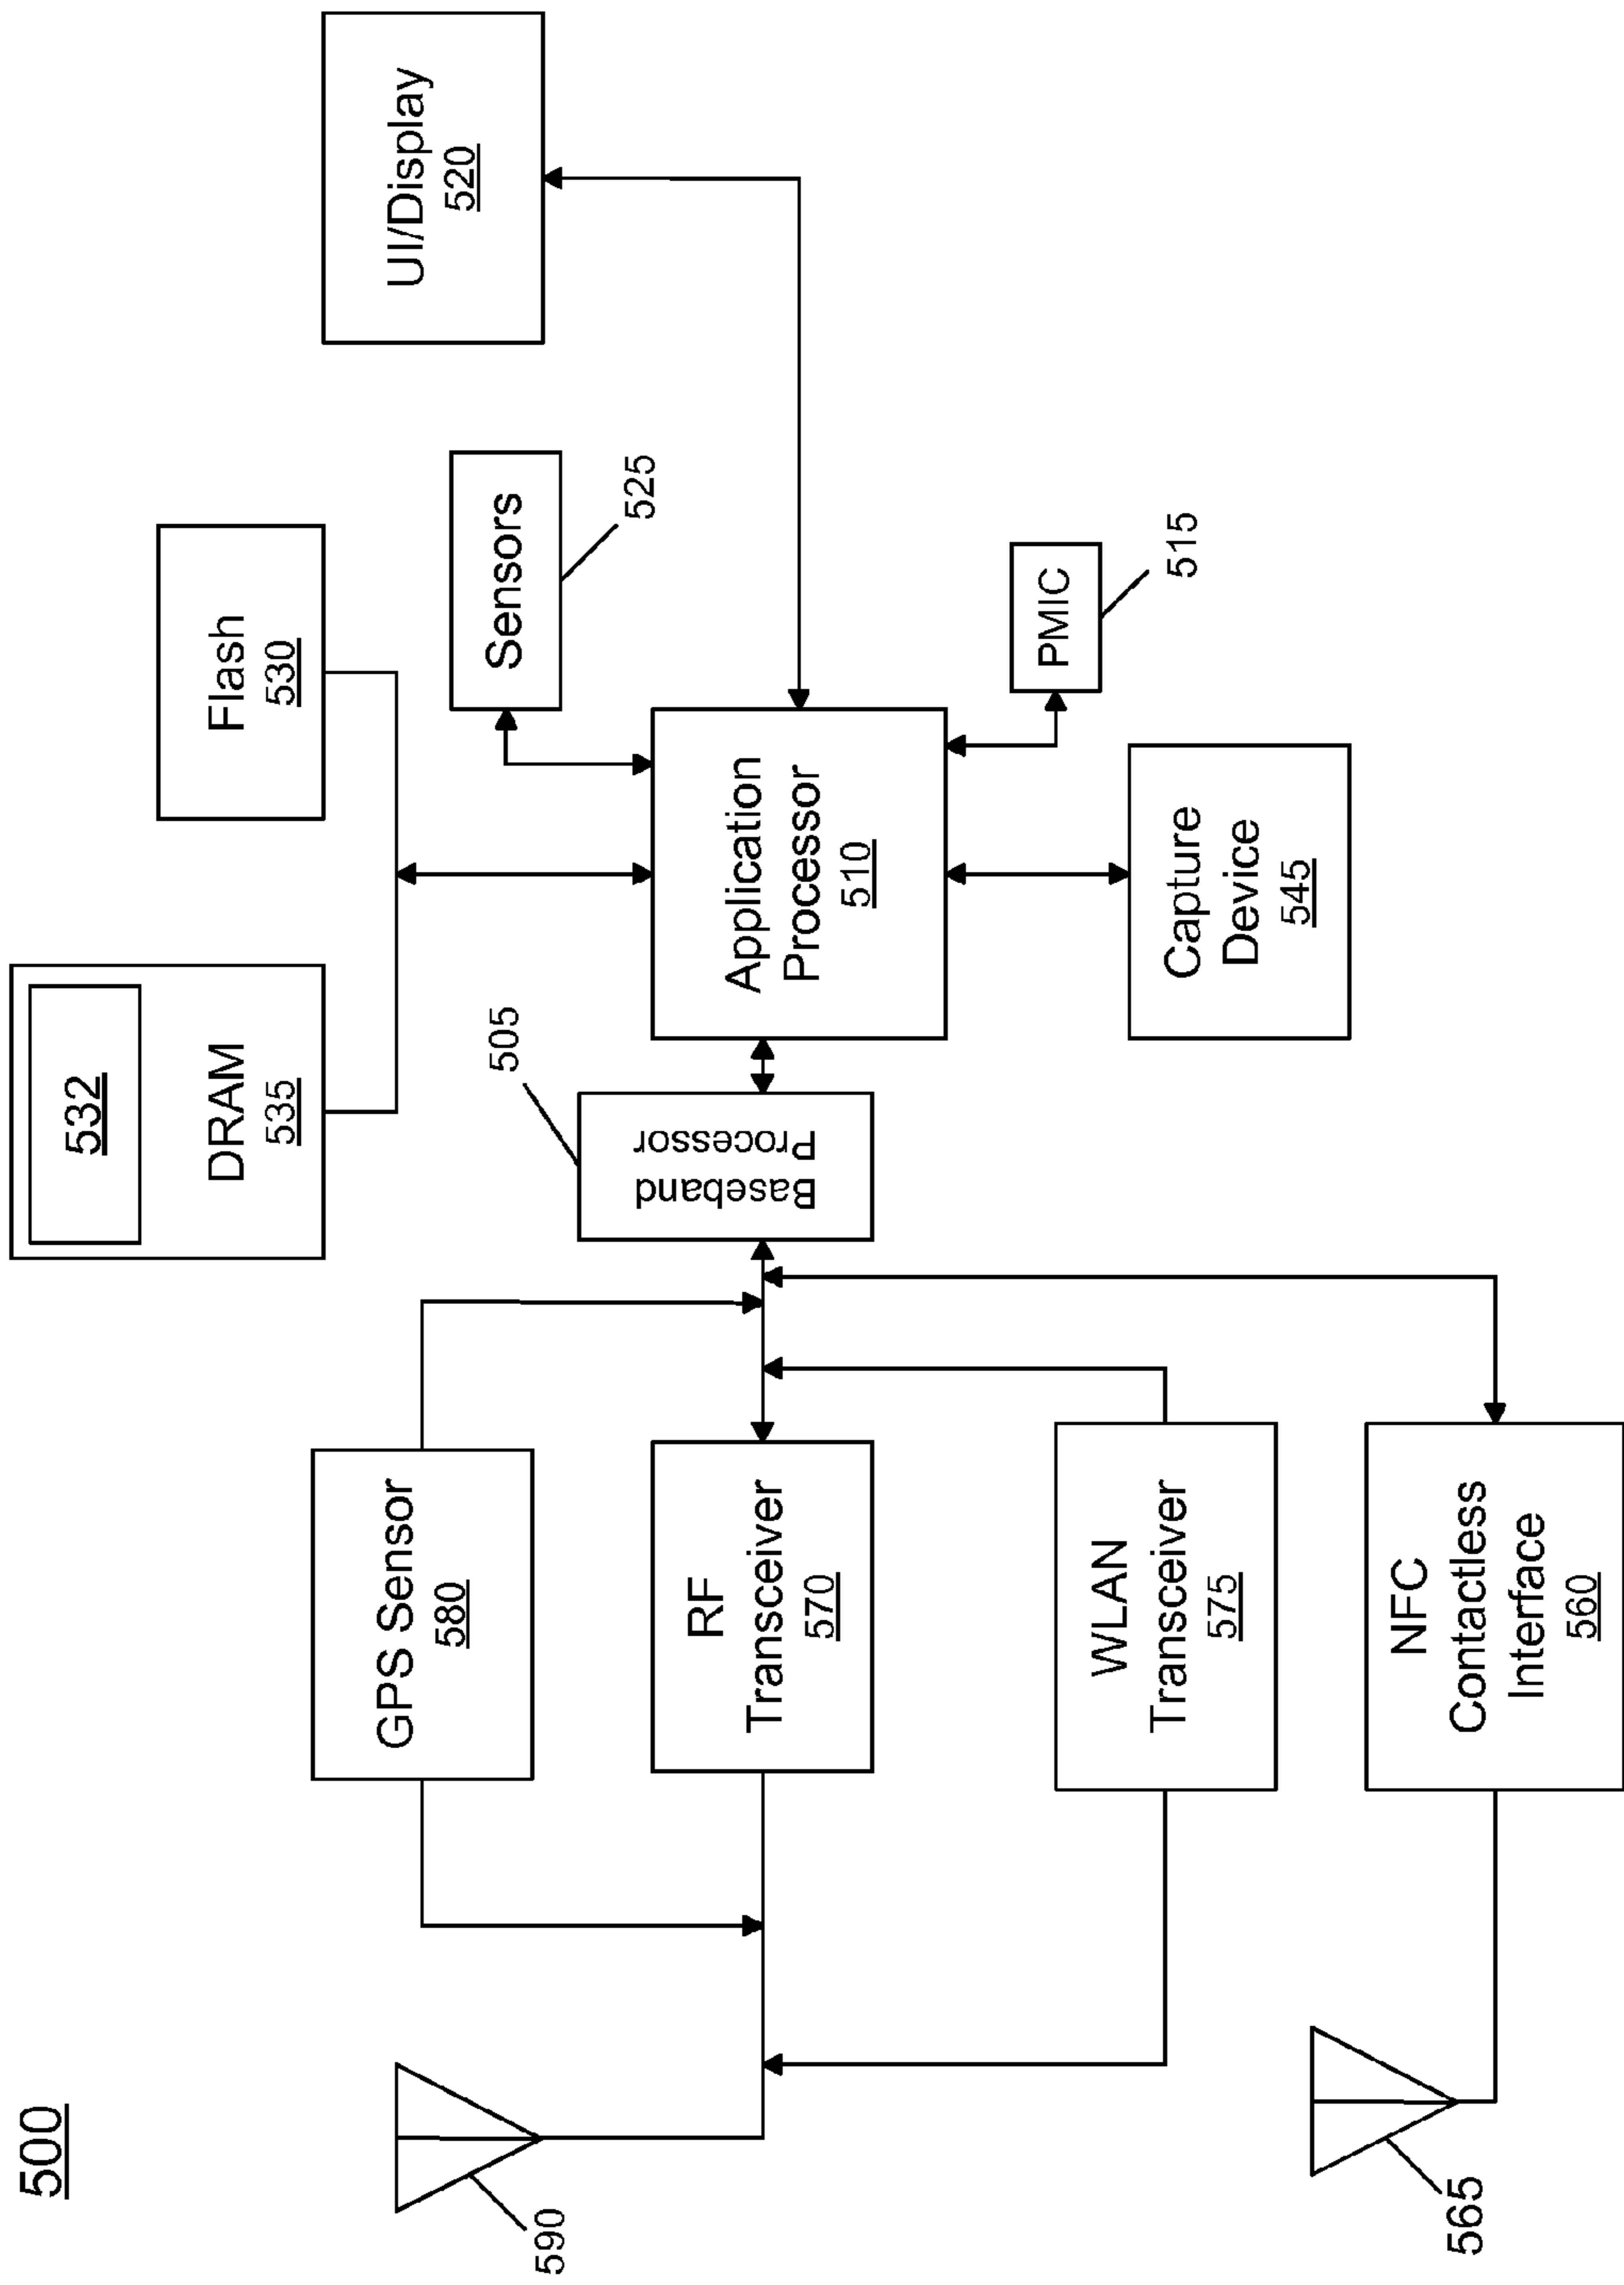 500
590
565
GPS Sensor
580
RF
Transceiver
570
WLAN
Transceiver
575
NFC
Contactless
Interface
560
505
Baseband
Processor
532
DRAM
535
Flash
530
Application
Processor
510
Capture
Device
545
Sensors
525
PMIC
515
UI/Display
520